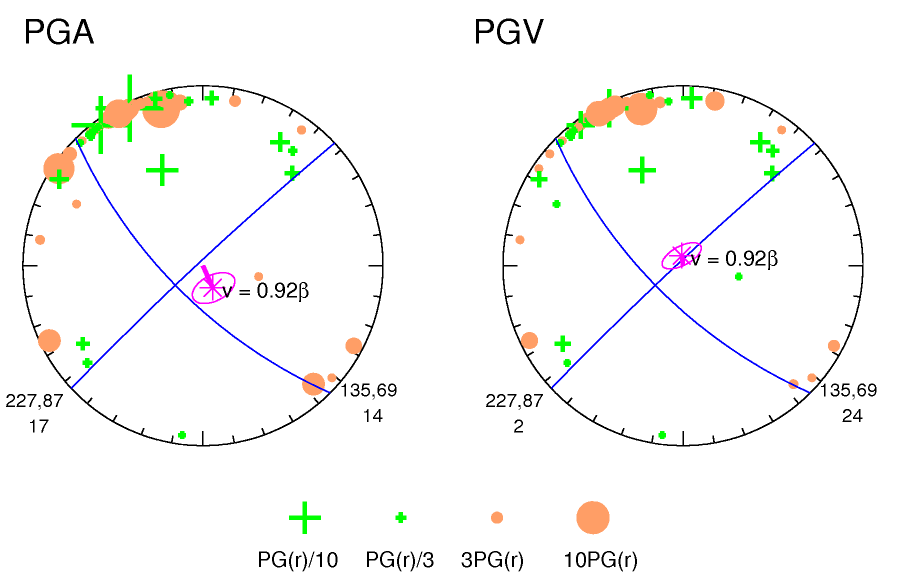 PGA
PGV
v = 0.92β
v = 0.92β
227,87
17
135,69
14
227,87
2
135,69
24
PG(r)/10
PG(r)/3
3PG(r)
10PG(r)